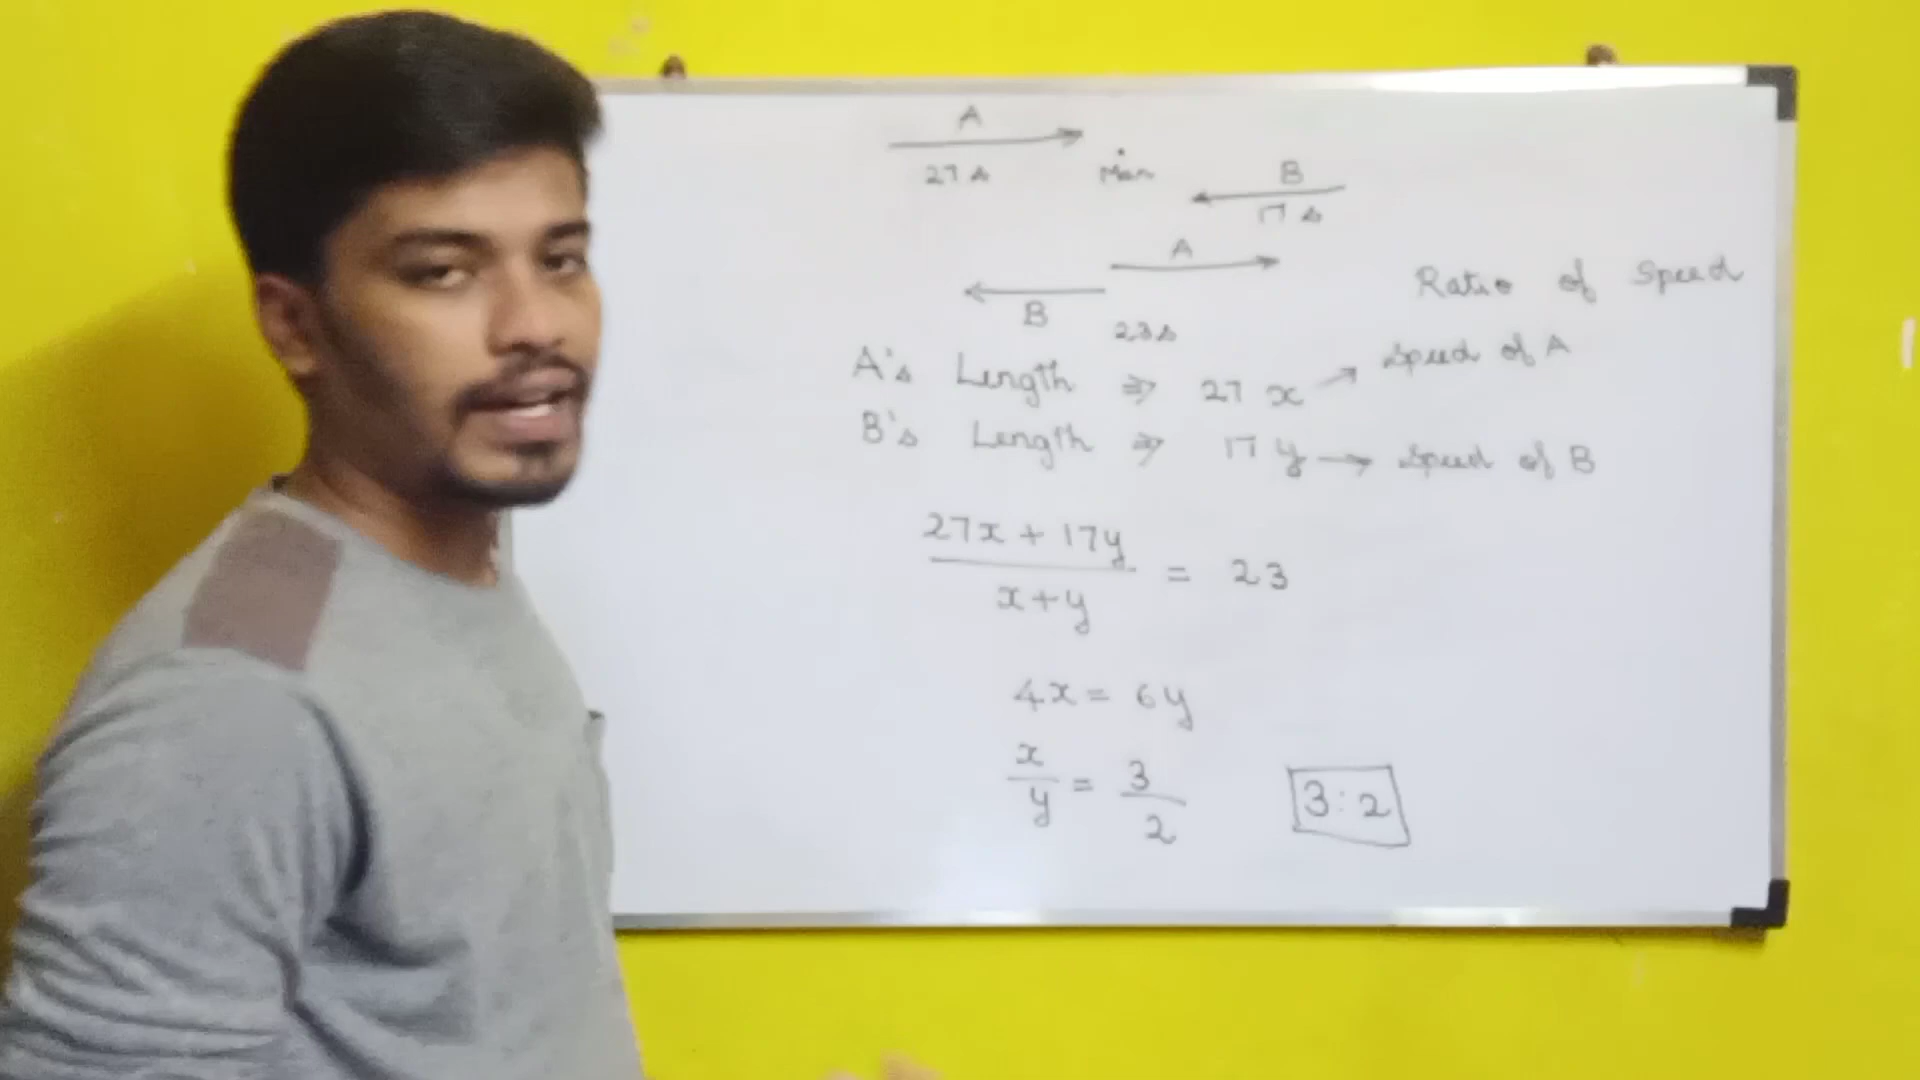 A
27 s
Man
B
17 s
A
B
23s
Ratio of Speed
A's Length ⇒ 27 x → Speed of A
B's Length ⇒ 17 y → Speed of B
27x + 17y
x+y
= 23
4x = 6y
x
y
= 3
2
3:2